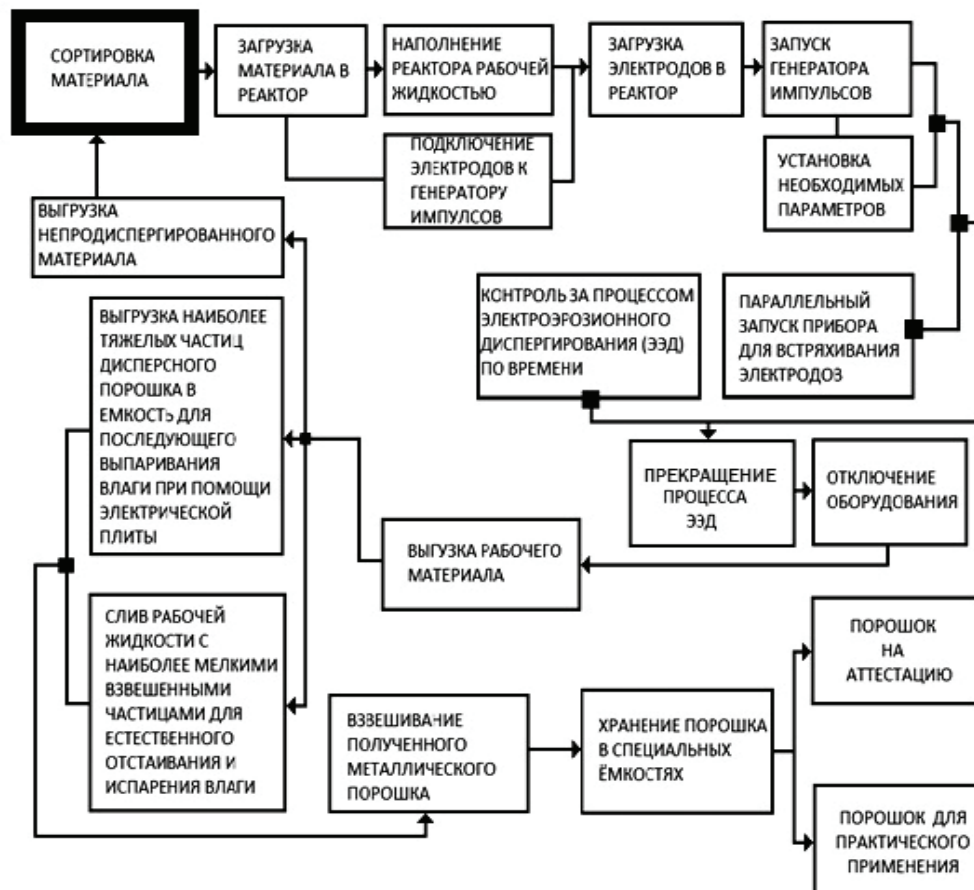 СОРТИРОВКА
МАТЕРИАЛА
ЗАГРУЗКА
МАТЕРИАЛА В
РЕАКТОР
НАПОЛНЕНИЕ
РЕАКТОРА РАБОЧЕЙ
ЖИДКОСТЬЮ
ПОДКЛЮЧЕНИЕ
ЭЛЕКТРОДОВ К
ГЕНЕРАТОРУ
ИМПУЛСОВ
ЗАГРУЗКА
ЭЛЕКТРОДОВ В
РЕАКТОР
ЗАПУСК
ГЕНЕРАТОРА
ИМПУЛЬСОВ
УСТАНОВКА
НЕОБХОДИМЫХ
ПАРАМЕТРОВ
ПАРАЛЛЕЛЬНЫЙ
ЗАПУСК ПРИБОРА
ДЛЯ ВСТРЯХИВАНИЯ
ЭЛЕКТРОДОЗ
КОНТРОЛЬ ЗА ПРОЦЕССОМ
ЭЛЕКТРОЭРОЗИОННОГО
ДИСПЕРГИРОВАНИЯ (ЭЭД)
ПО ВРЕМЕНИ
ПРЕКРАЩЕНИЕ
ПРОЦЕССА
ЭЭД
ОТКЛЮЧЕНИЕ
ОБОРУДОВАНИЯ
ВЫГУЗКА РАБОЧЕГО
МАТЕРИАЛА
ВЫГРУЗКА
НЕПРОДИСПЕРГИРОВАННОГО
МАТЕРИАЛА
ВЫГРУЗКА НАИБОЛЕЕ
ТЯЖЕЛЫХ ЧАСТИЦ
ДИСПЕРСНОГО
ПОРОШКА В
ЕМКОСТЬ ДЛЯ
ПОСЛЕДУЮЩЕГО
ВЫПАРИВАНИЯ
ВЛАГИ ПРИ ПОМОЩИ
ЭЛЕКТРИЧЕСКОЙ
ПЛИТЫ
СЛИВ РАБОЧЕЙ
ЖИДКОСТИ С
НАИБОЛЕЕ МЕЛКИМИ
ВЗВЕШЕННЫМИ
ЧАСТИЦАМИ ДЛЯ
ЕСТЕСТВЕННОГО
ОТСТАИВАНИЯ И
ИСПАРЕНИЯ ВЛАГИ
ВЗВЕШИВАНИЕ
ПОЛУЧЕННОГО
МЕТАЛЛИЧЕСКОГО
ПОРОШКА
ХРАНЕНИЕ ПОРОШКА
В СПЕЦИАЛЬНЫХ
ЁМКОСТЯХ
ПОРОШОК
НА
АТТЕСТАЦИЮ
ПОРОШОК ДЛЯ
ПРАКТИЧЕСКОГО
ПРИМЕНЕНИЯ